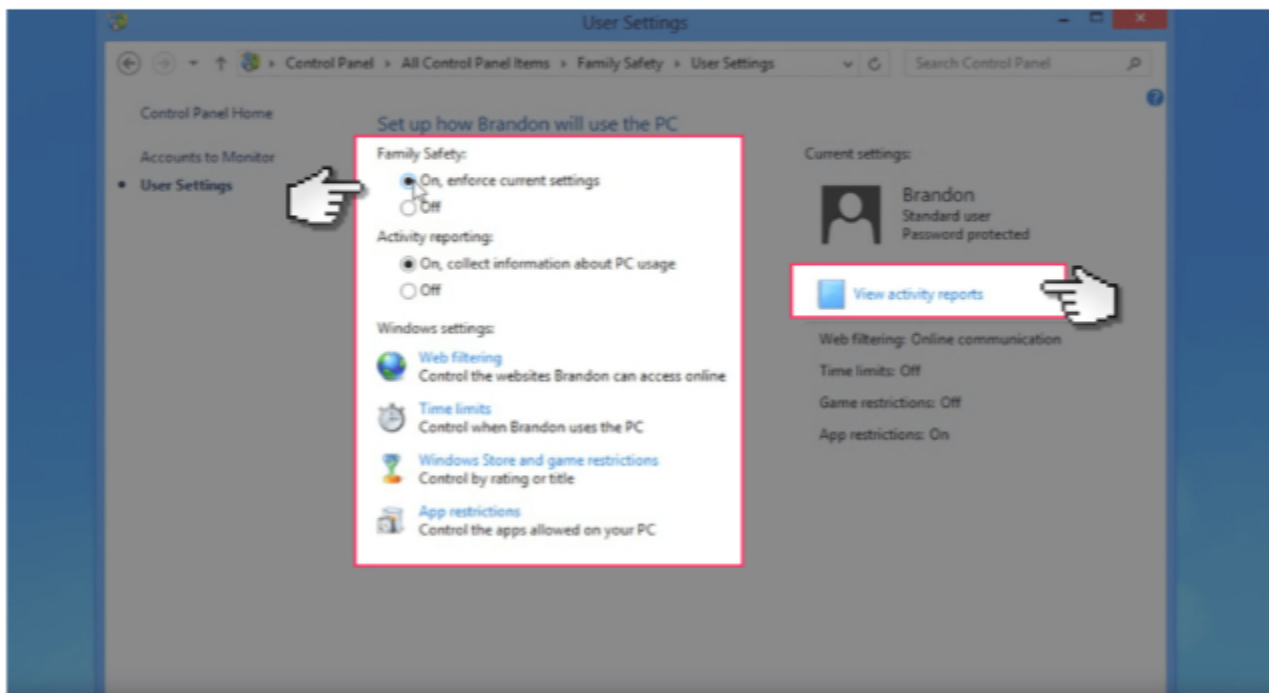 User Settings
Control Panel › All Control Panel Items › Family Safety › User Settings
Search Control Panel
Control Panel Home
Accounts to Monitor
User Settings
Set up how Brandon will use the PC
Family Safety:
On, enforce current settings
Off
Activity reporting:
On, collect information about PC usage
Off
Windows settings:
Web filtering
Control the websites Brandon can access online
Time limits
Control when Brandon uses the PC
Windows Store and game restrictions
Control by rating or title
App restrictions
Control the apps allowed on your PC
Current settings:
Brandon
Standard user
Password protected
View activity reports
Web filtering: Online communication
Time limits: Off
Game restrictions: Off
App restrictions: On